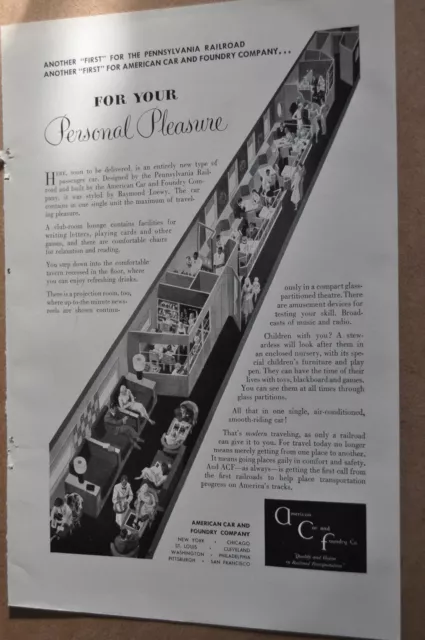 ANOTHER "FIRST" FOR THE PENNSYLVANIA RAILROAD
ANOTHER "FIRST" FOR AMERICAN CAR AND FOUNDRY COMPANY...
FOR YOUR
Personal Pleasure
HERE, soon to be delivered, is an entirely new type of
passenger car. Designed by the Pennsylvania Rail-
road and built by the American Car and Foundry Com-
pany, it was styled by Raymond Loewy. The car
contains in one single unit the maximum of travel-
ing pleasures.
A club-room lounge contains facilities for
writing letters, playing cards and other
games, and there are comfortable chairs
for relaxation and reading.
You step down into the comfortable
tavern recessed in the floor, where
you can enjoy refreshing drinks.
There is a projection room, too,
where up-to-the-minute news-
reels are shown continu-
ously in a compact glass-
partitioned theatre. There
are amusement devices for
testing your skill. Broad-
casts of music and radio.
Children with you? A stew-
ardess will look after them in
an enclosed nursery, with its spe-
cial children's furniture and play
pen. They can have the time of their
lives with toys, blackboard and games.
You can see them at all times through
glass partitions.
All that in one single, air-conditioned,
smooth-riding car!
That's modern traveling, as only a railroad
can give it to you. For travel today no longer
means merely getting from one place to another.
It means going places gaily in comfort and safety.
And ACF—as always—is getting the first call from
the first railroads to help place transportation
progress on America's tracks.
AMERICAN CAR AND
FOUNDRY COMPANY
NEW YORK · CHICAGO
ST. LOUIS · CLEVELAND
WASHINGTON · PHILADELPHIA
PITTSBURGH · SAN FRANCISCO
american
Car and
foundry Co.
"Quality and Vision
in Railroad Transportation"